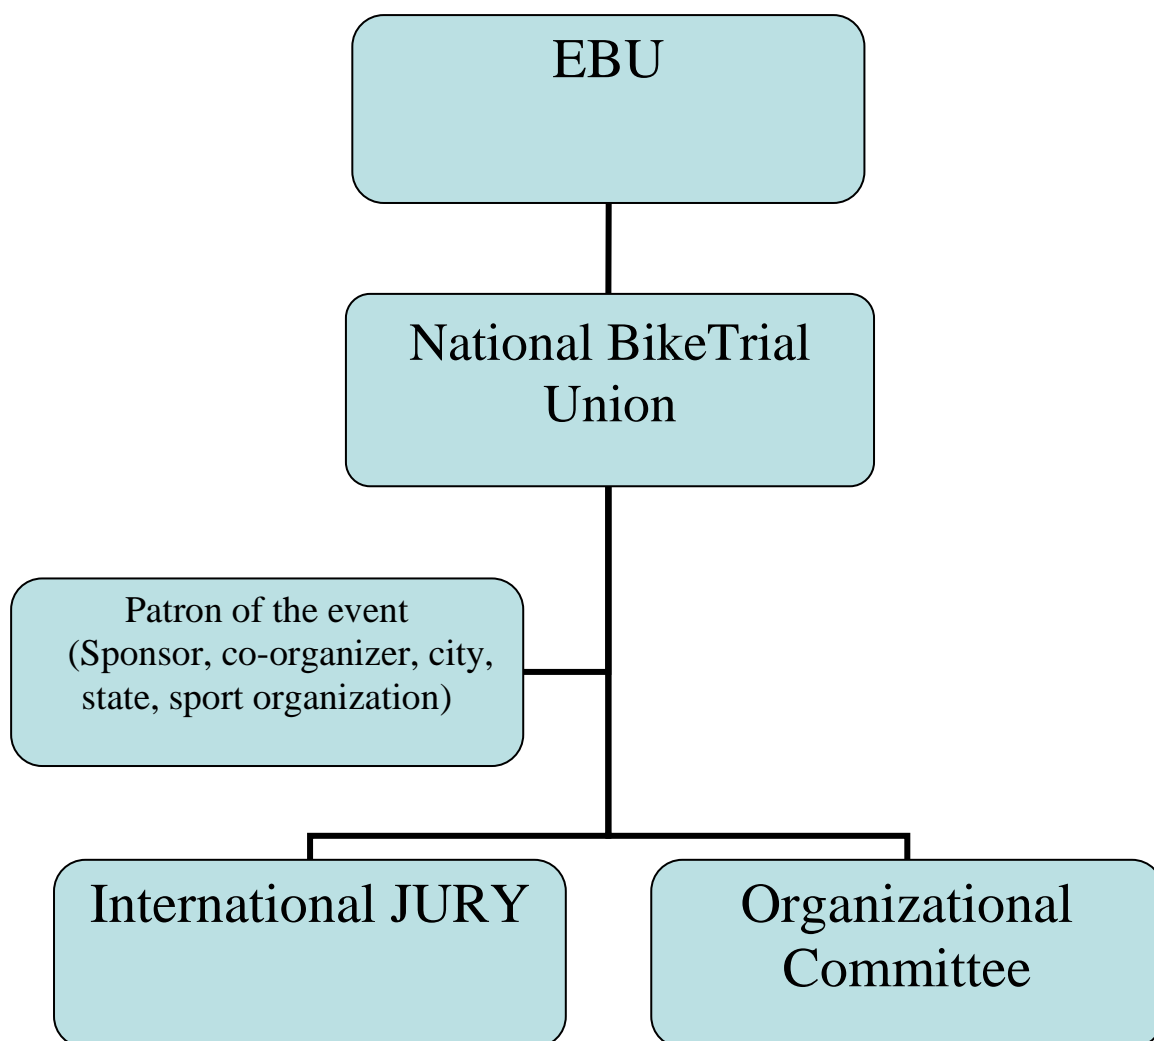 EBU
National BikeTrial
Union
Patron of the event
(Sponsor, co-organizer, city,
state, sport organization)
International JURY
Organizational
Committee